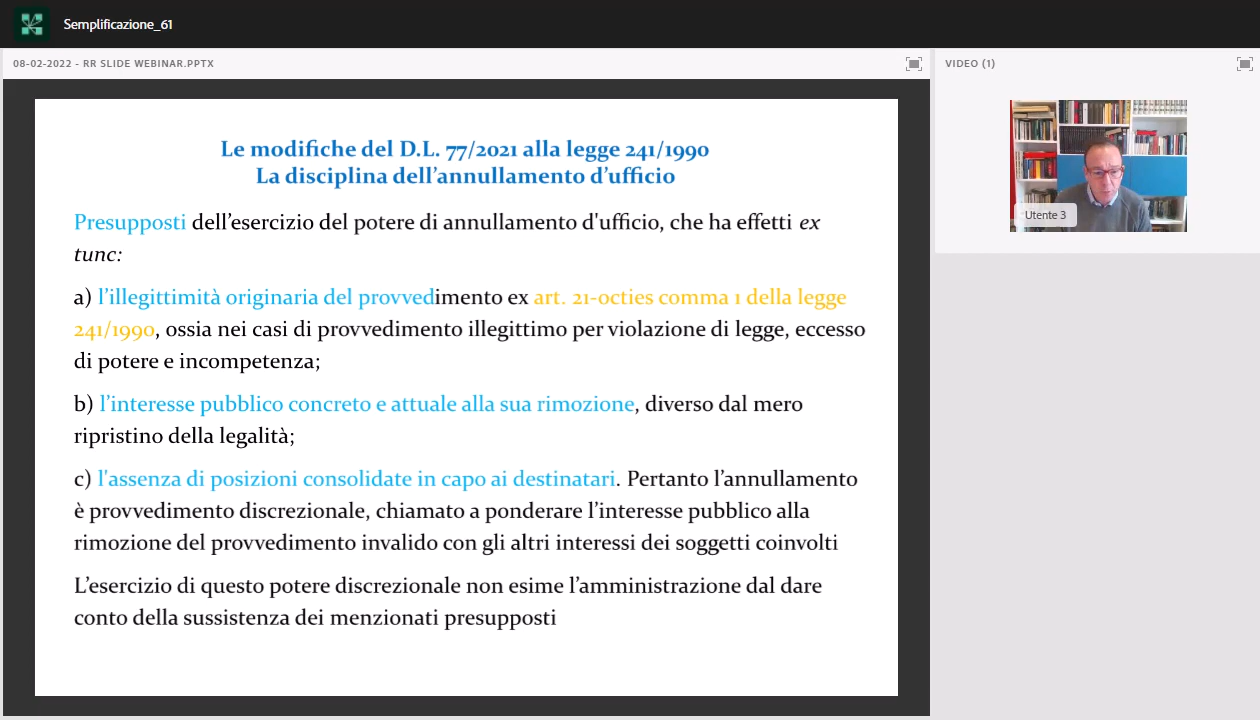 Semplificazione_61
08-02-2022 - RR SLIDE WEBINAR.PPTX
VIDEO (1)
Le modifiche del D.L. 77/2021 alla legge 241/1990
La disciplina dell’annullamento d’ufficio
Presupposti dell’esercizio del potere di annullamento d'ufficio, che ha effetti ex
tunc:
a) l’illegittimità originaria del provvedimento ex art. 21-octies comma 1 della legge
241/1990, ossia nei casi di provvedimento illegittimo per violazione di legge, eccesso
di potere e incompetenza;
b) l’interesse pubblico concreto e attuale alla sua rimozione, diverso dal mero
ripristino della legalità;
c) l'assenza di posizioni consolidate in capo ai destinatari. Pertanto l’annullamento
è provvedimento discrezionale, chiamato a ponderare l’interesse pubblico alla
rimozione del provvedimento invalido con gli altri interessi dei soggetti coinvolti
L’esercizio di questo potere discrezionale non esime l’amministrazione dal dare
conto della sussistenza dei menzionati presupposti
Utente 3